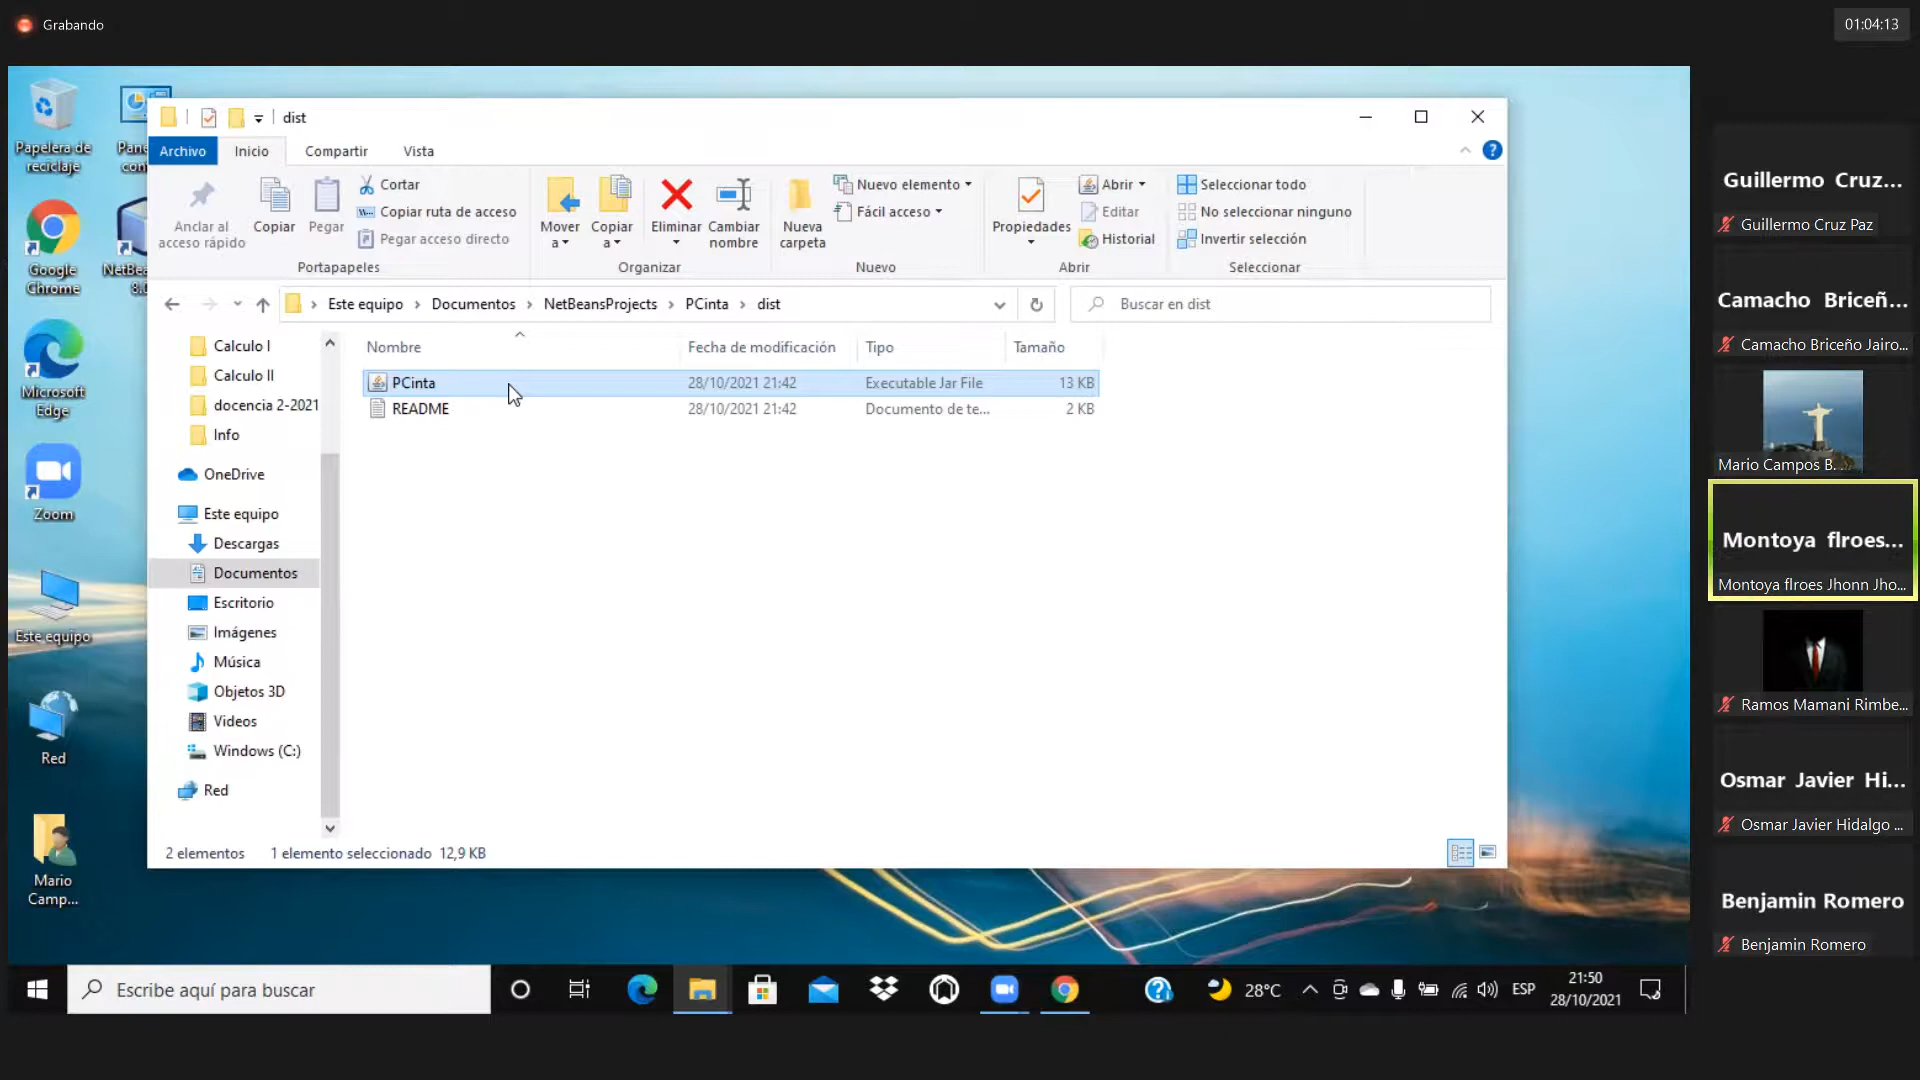 Grabando
01:04:13
Papelera de
reciclaje
Google
Chrome
Microsoft
Edge
Zoom
Este equipo
Red
Mario
Camp...
dist
Archivo
Inicio
Compartir
Vista
Anclar al
acceso rápido
Copiar
Pegar
Cortar
Copiar ruta de acceso
Pegar acceso directo
Portapapeles
Mover
a
Copiar
a
Eliminar
Cambiar
nombre
Organizar
Nueva
carpeta
Nuevo elemento
Fácil acceso
Nuevo
Propiedades
Abrir
Editar
Historial
Abrir
Seleccionar todo
No seleccionar ninguno
Invertir selección
Seleccionar
Este equipo > Documentos > NetBeansProjects > PCinta > dist
Buscar en dist
Calculo I
Calculo II
docencia 2-2021
Info
OneDrive
Este equipo
Descargas
Documentos
Escritorio
Imágenes
Música
Objetos 3D
Videos
Windows (C:)
Red
Nombre Fecha de modificación Tipo Tamaño
PCinta 28/10/2021 21:42 Executable Jar File 13 KB
README 28/10/2021 21:42 Documento de te... 2 KB
2 elementos 1 elemento seleccionado 12,9 KB
Escribe aquí para buscar
28°C
ESP
21:50
28/10/2021
Guillermo Cruz...
Guillermo Cruz Paz
Camacho Briceñ...
Camacho Briceño Jairo...
Mario Campos B. ...
Montoya flroes...
Montoya flroes Jhonn Jho...
Ramos Mamani Rimbe...
Osmar Javier Hi...
Osmar Javier Hidalgo ...
Benjamin Romero
Benjamin Romero